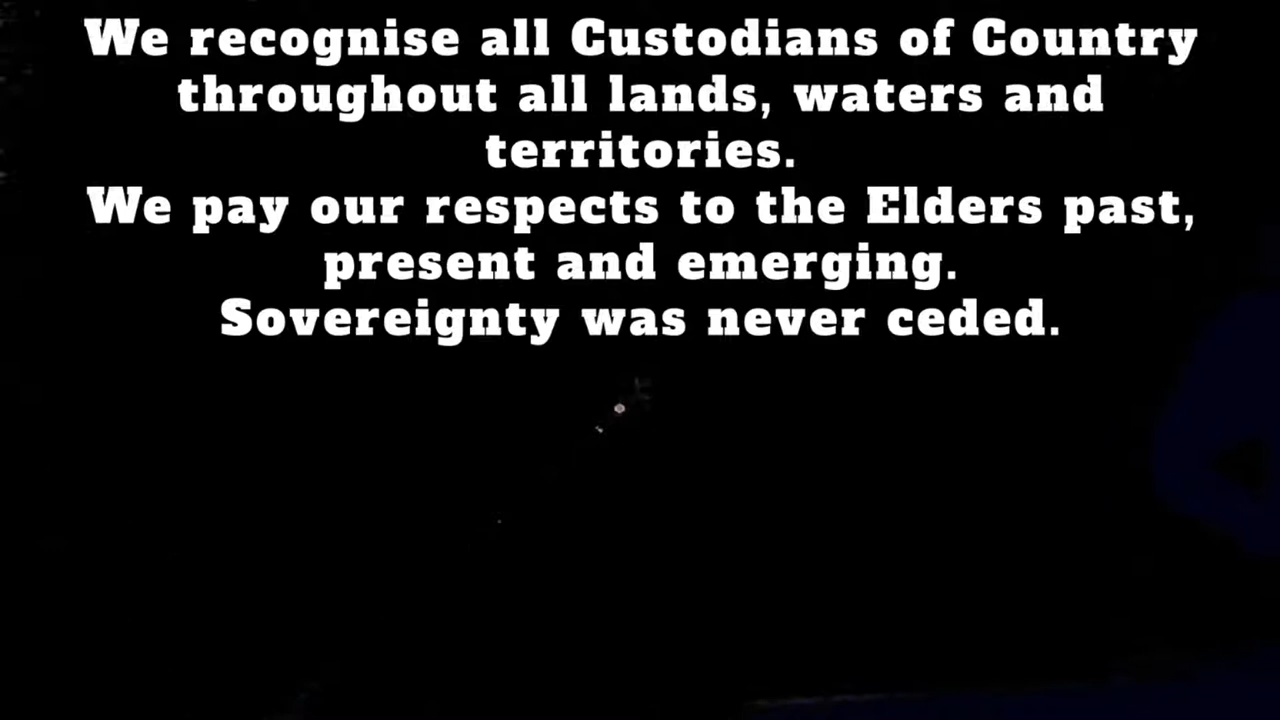 We recognise all Custodians of Country
throughout all lands, waters and
territories.
We pay our respects to the Elders past,
present and emerging.
Sovereignty was never ceded.